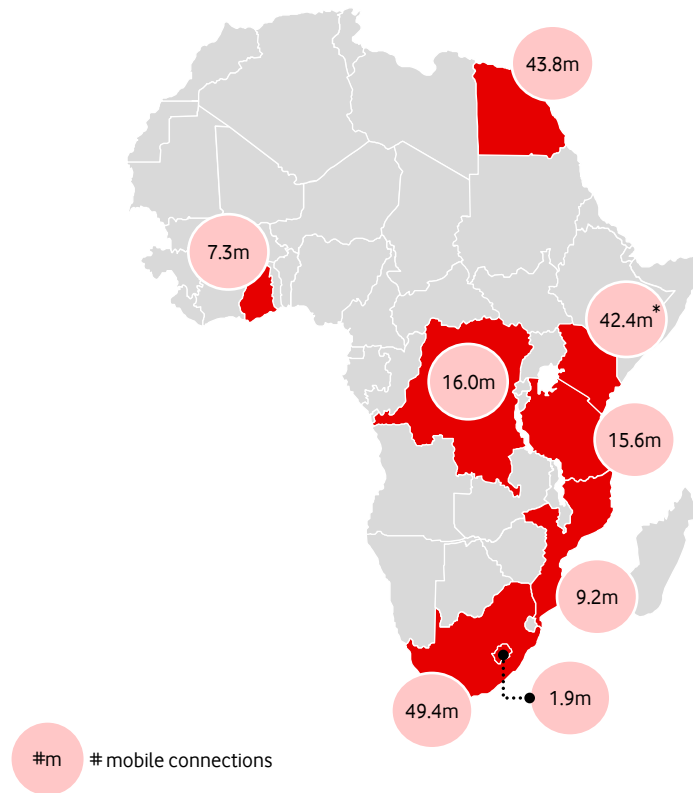 43.8m
7.3m
42.4m*
16.0m
15.6m
9.2m
1.9m
49.4m
#m # mobile connections